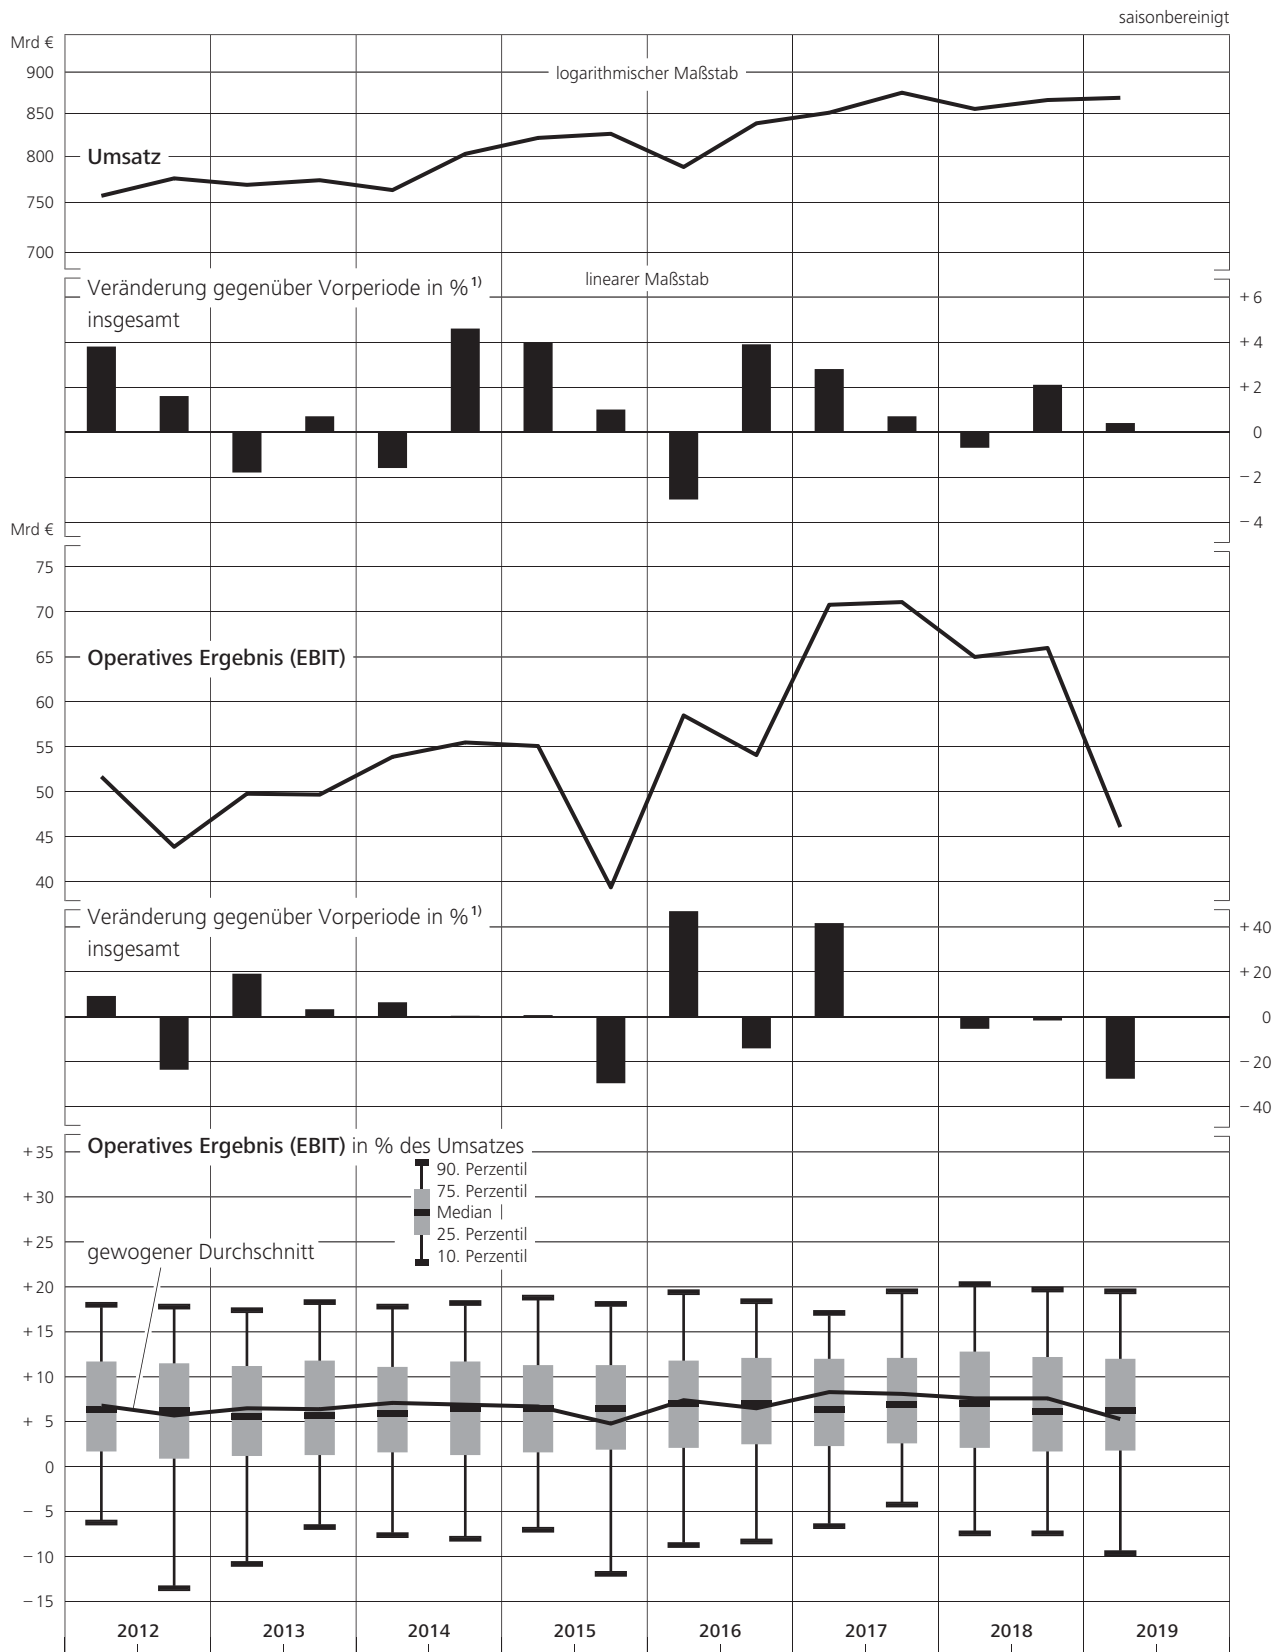 saisonbereinigt
Mrd €
900
logarithmischer Maßstab
850
Umsatz
800
750
700
linearer Maßstab
Veränderung gegenüber Vorperiode in %1)
insgesamt
+ 6
+ 4
+ 2
0
− 2
− 4
Mrd €
75
70
65
Operatives Ergebnis (EBIT)
60
55
50
45
40
Veränderung gegenüber Vorperiode in %1)
insgesamt
+ 40
+ 20
0
− 20
− 40
Operatives Ergebnis (EBIT) in % des Umsatzes
+ 35
90. Perzentil
75. Perzentil
Median
25. Perzentil
10. Perzentil
+ 30
+ 25
gewogener Durchschnitt
+ 20
+ 15
+ 10
+ 5
0
− 5
− 10
− 15
2012 2013 2014 2015 2016 2017 2018 2019